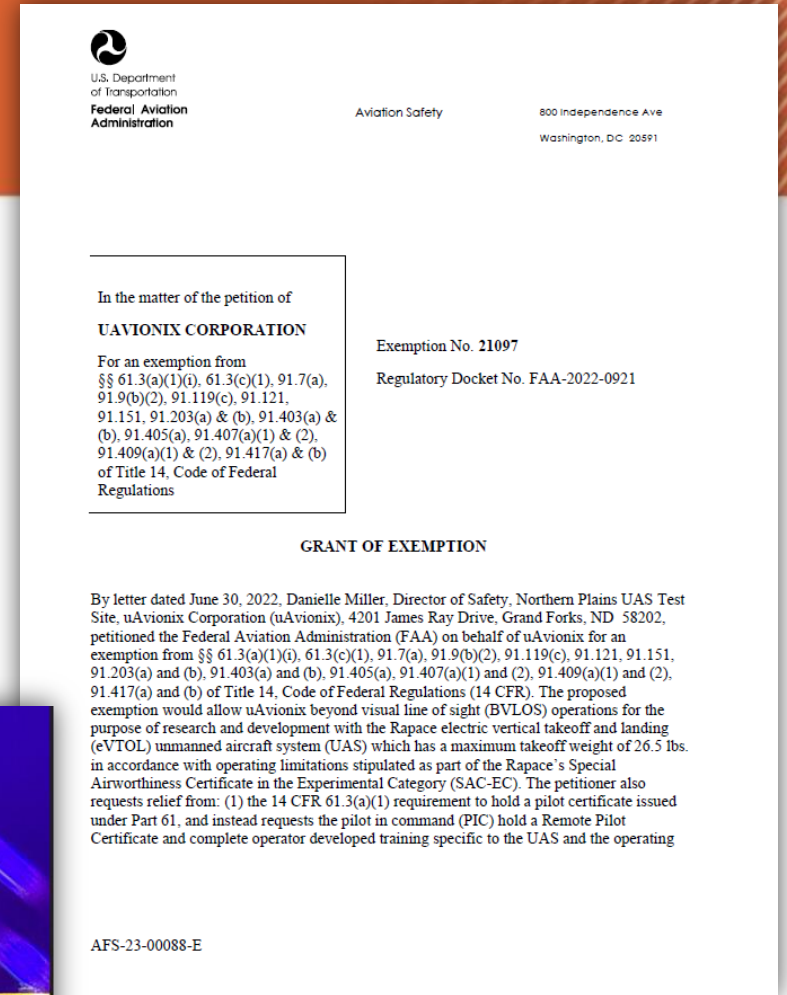 U.S. Department
of Transportation
Federal Aviation
Administration
Aviation Safety
800 Independence Ave
Washington, DC 20591
In the matter of the petition of
UAVIONIX CORPORATION
For an exemption from
§§ 61.3(a)(1)(i), 61.3(c)(1), 91.7(a),
91.9(b)(2), 91.119(c), 91.121,
91.151, 91.203(a) & (b), 91.403(a) &
(b), 91.405(a), 91.407(a)(1) & (2),
91.409(a)(1) & (2), 91.417(a) & (b)
of Title 14, Code of Federal
Regulations
Exemption No. 21097
Regulatory Docket No. FAA-2022-0921
GRANT OF EXEMPTION
By letter dated June 30, 2022, Danielle Miller, Director of Safety, Northern Plains UAS Test
Site, uAvionix Corporation (uAvionix), 4201 James Ray Drive, Grand Forks, ND 58202,
petitioned the Federal Aviation Administration (FAA) on behalf of uAvionix for an
exemption from §§ 61.3(a)(1)(i), 61.3(c)(1), 91.7(a), 91.9(b)(2), 91.119(c), 91.121, 91.151,
91.203(a) and (b), 91.403(a) and (b), 91.405(a), 91.407(a)(1) and (2), 91.409(a)(1) and (2),
91.417(a) and (b) of Title 14, Code of Federal Regulations (14 CFR). The proposed
exemption would allow uAvionix beyond visual line of sight (BVLOS) operations for the
purpose of research and development with the Rapace electric vertical takeoff and landing
(eVTOL) unmanned aircraft system (UAS) which has a maximum takeoff weight of 26.5 lbs.
in accordance with operating limitations stipulated as part of the Rapace's Special
Airworthiness Certificate in the Experimental Category (SAC-EC). The petitioner also
requests relief from: (1) the 14 CFR 61.3(a)(1) requirement to hold a pilot certificate issued
under Part 61, and instead requests the pilot in command (PIC) hold a Remote Pilot
Certificate and complete operator developed training specific to the UAS and the operating
AFS-23-00088-E